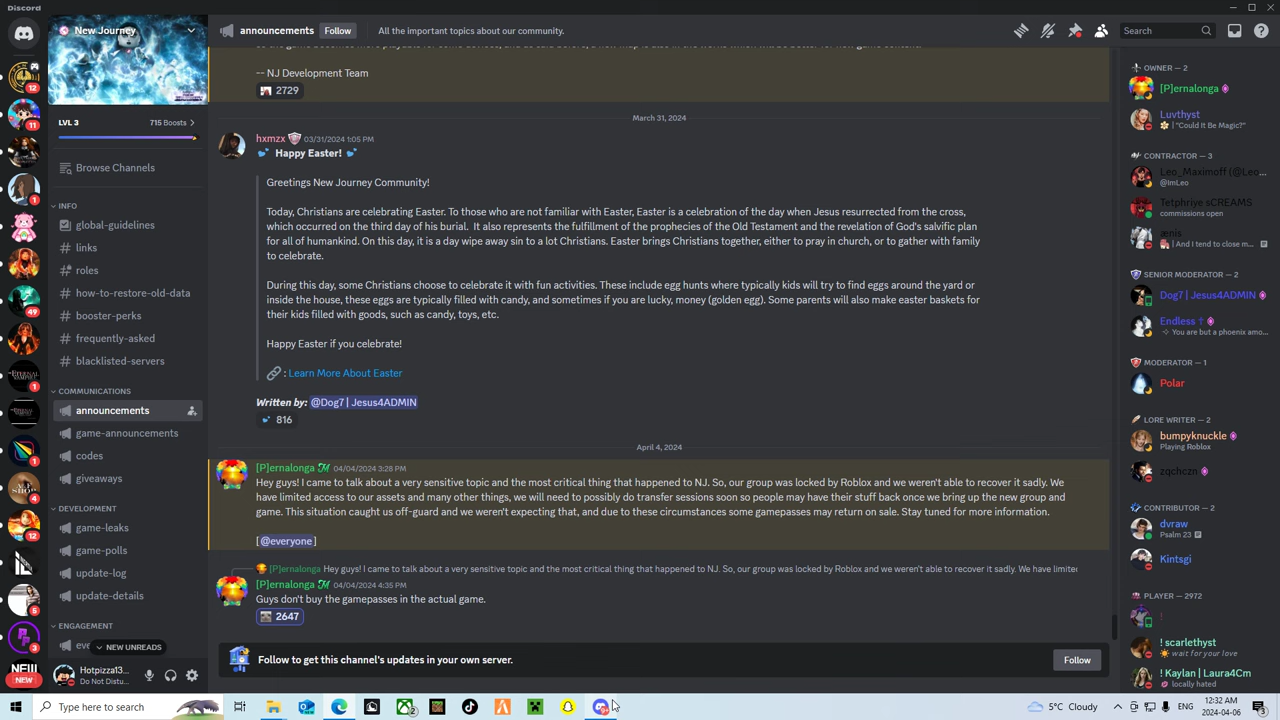 Discord
New Journey
announcements
Follow
All the important topics about our community.
Search
LVL 3
715 Boosts
Browse Channels
INFO
global-guidelines
links
roles
how-to-restore-old-data
booster-perks
frequently-asked
blacklisted-servers
COMMUNICATIONS
announcements
game-announcements
codes
giveaways
DEVELOPMENT
game-leaks
game-polls
update-log
update-details
ENGAGEMENT
NEW UNREADS
Hotpizza13...
Do Not Distu...
-- NJ Development Team
2729
March 31, 2024
hxmzx 03/31/2024 1:05 PM
Happy Easter!
Greetings New Journey Community!
Today, Christians are celebrating Easter. To those who are not familiar with Easter, Easter is a celebration of the day when Jesus resurrected from the cross,
which occurred on the third day of his burial. It also represents the fulfillment of the prophecies of the Old Testament and the revelation of God's salvific plan
for all of humankind. On this day, it is a day wipe away sin to a lot Christians. Easter brings Christians together, either to pray in church, or to gather with family
to celebrate.
During this day, some Christians choose to celebrate it with fun activities. These include egg hunts where typically kids will try to find eggs around the yard or
inside the house, these eggs are typically filled with candy, and sometimes if you are lucky, money (golden egg). Some parents will also make easter baskets for
their kids filled with goods, such as candy, toys, etc.
Happy Easter if you celebrate!
: Learn More About Easter
Written by: @Dog7 | Jesus4ADMIN
816
April 4, 2024
[P]ernalonga 04/04/2024 3:28 PM
Hey guys! I came to talk about a very sensitive topic and the most critical thing that happened to NJ. So, our group was locked by Roblox and we weren't able to recover it sadly. We
have limited access to our assets and many other things, we will need to possibly do transfer sessions soon so people may have their stuff back once we bring up the new group and
game. This situation caught us off-guard and we weren't expecting that, and due to these circumstances some gamepasses may return on sale. Stay tuned for more information.
[ @everyone ]
[P]ernalonga Hey guys! I came to talk about a very sensitive topic and the most critical thing that happened to NJ. So, our group was locked by Roblox and we weren't able to recover it sadly. We have limited
[P]ernalonga 04/04/2024 4:35 PM
Guys don't buy the gamepasses in the actual game.
2647
Follow to get this channel's updates in your own server.
Follow
OWNER — 2
[P]ernalonga
Luvthyst
| "Could It Be Magic?"
CONTRACTOR — 3
Leo_Maximoff (@Leo...
@ImLeo
Tetphriye sCREAMS
commissions open
ænis
| And I tend to close m...
SENIOR MODERATOR — 2
Dog7 | Jesus4ADMIN
Endless †
You are but a phoenix amo...
MODERATOR — 1
Polar
LORE WRITER — 2
bumpyknuckle
Playing Roblox
zqchczn
CONTRIBUTOR — 2
dvraw
Psalm 23
Kintsgi
PLAYER — 2972
!
! scarlethyst
wait for your love
! Kaylan | Laura4Cm
locally hated
12
11
1
49
1
1
4
12
5
3
NEW
Type here to search
5°C Cloudy
ENG
12:32 AM
2024-04-06